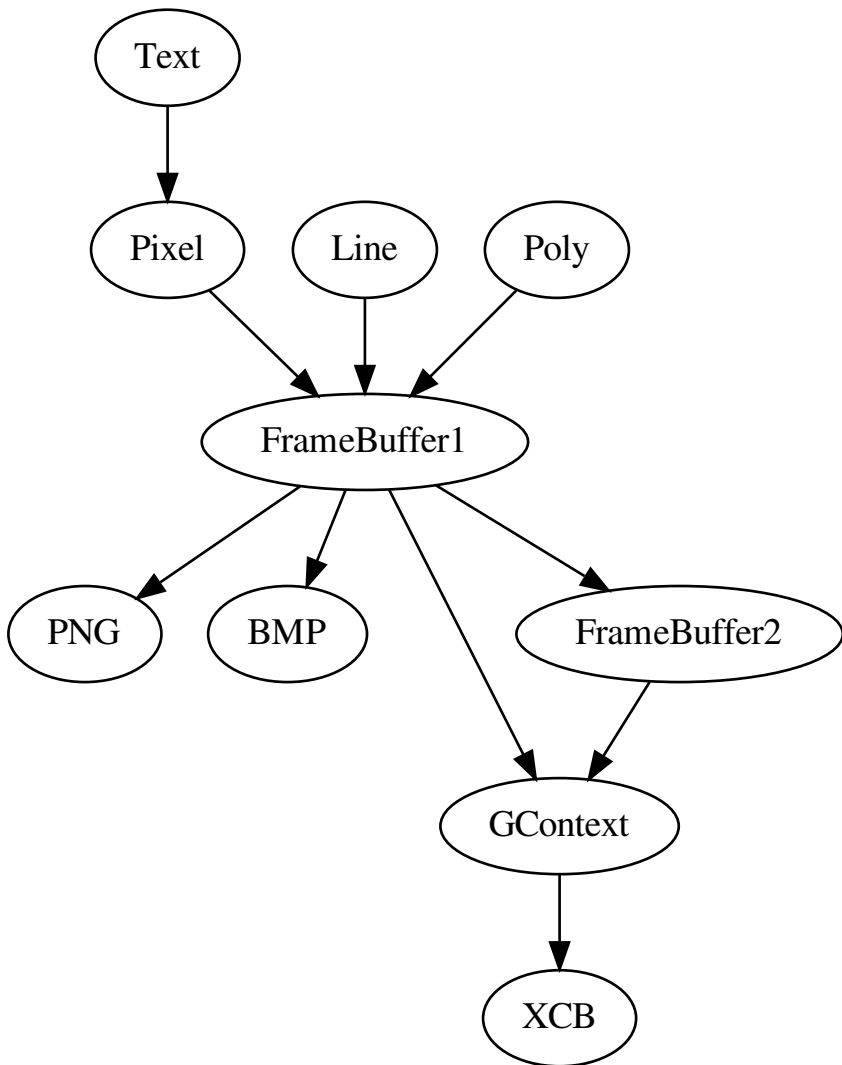 Text
Pixel
Line
Poly
FrameBuffer1
PNG
BMP
FrameBuffer2
GContext
XCB